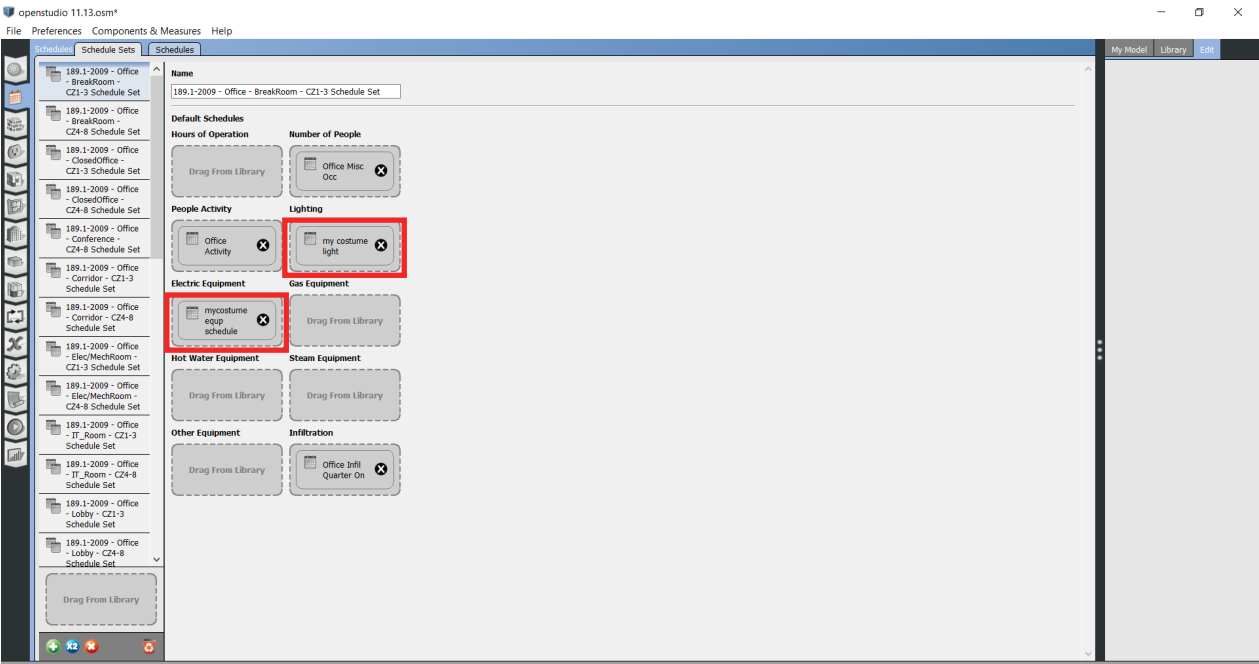 openstudio 11.13.osm*
File Preferences Components & Measures Help
Schedules Schedule Sets Schedules
My Model Library Edit
189.1-2009 - Office
- BreakRoom -
CZ1-3 Schedule Set
189.1-2009 - Office
- BreakRoom -
CZ4-8 Schedule Set
189.1-2009 - Office
- ClosedOffice -
CZ1-3 Schedule Set
189.1-2009 - Office
- ClosedOffice -
CZ4-8 Schedule Set
189.1-2009 - Office
- Conference -
CZ4-8 Schedule Set
189.1-2009 - Office
- Corridor - CZ1-3
Schedule Set
189.1-2009 - Office
- Corridor - CZ4-8
Schedule Set
189.1-2009 - Office
- Elec/MechRoom -
CZ1-3 Schedule Set
189.1-2009 - Office
- Elec/MechRoom -
CZ4-8 Schedule Set
189.1-2009 - Office
- IT_Room - CZ1-3
Schedule Set
189.1-2009 - Office
- IT_Room - CZ4-8
Schedule Set
189.1-2009 - Office
- Lobby - CZ1-3
Schedule Set
189.1-2009 - Office
- Lobby - CZ4-8
Schedule Set
Drag From Library
X2
Name
189.1-2009 - Office - BreakRoom - CZ1-3 Schedule Set
Default Schedules
Hours of Operation Number of People
Drag From Library
Office Misc
Occ
People Activity Lighting
Office
Activity
my costume
light
Electric Equipment Gas Equipment
mycostume
equp
schedule
Drag From Library
Hot Water Equipment Steam Equipment
Drag From Library Drag From Library
Other Equipment Infiltration
Drag From Library
Office Infil
Quarter On